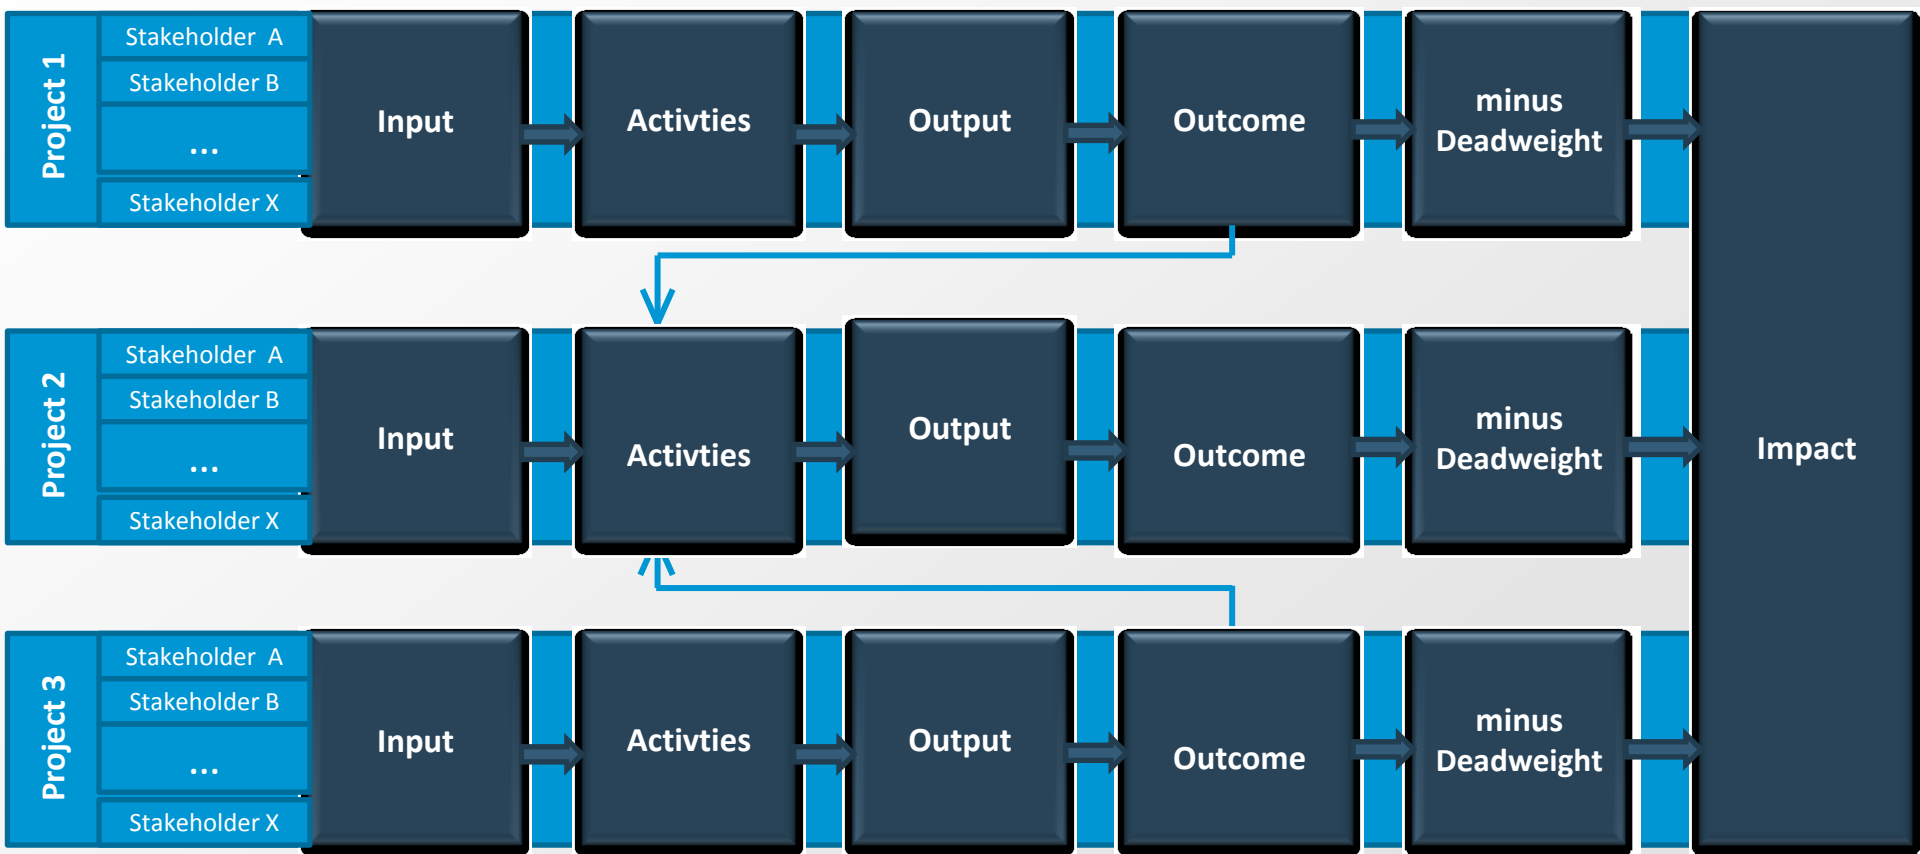 Project 1
Stakeholder A
Stakeholder B
...
Stakeholder X
Input
Activties
Output
Outcome
minus
Deadweight
Project 2
Stakeholder A
Stakeholder B
...
Stakeholder X
Input
Activties
Output
Outcome
minus
Deadweight
Impact
Project 3
Stakeholder A
Stakeholder B
...
Stakeholder X
Input
Activties
Output
Outcome
minus
Deadweight